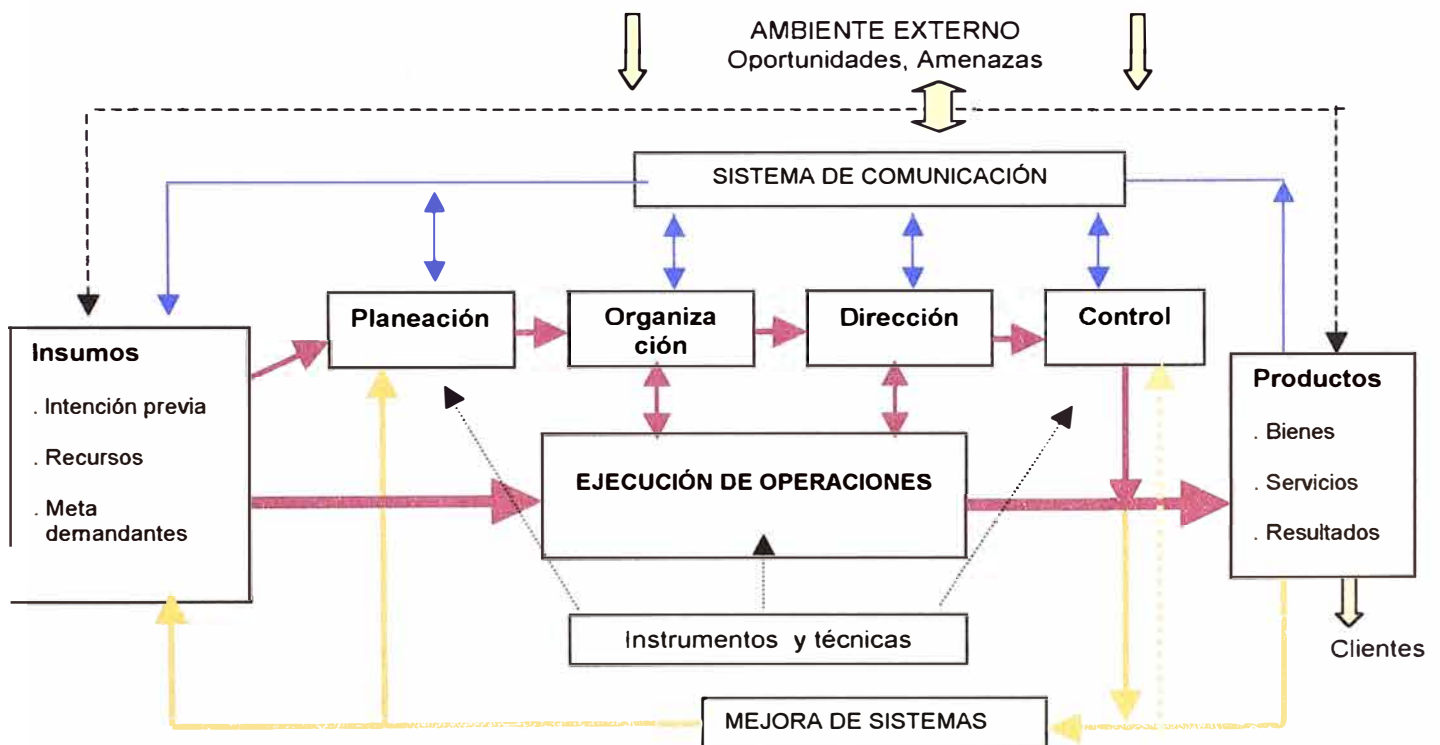 AMBIENTE EXTERNO
Oportunidades, Amenazas
SISTEMA DE COMUNICACIÓN
Planeación
Organiza
ción
Dirección
Control
Insumos
. Intención previa
. Recursos
. Meta
demandantes
EJECUCIÓN DE OPERACIONES
Productos
. Bienes
. Servicios
. Resultados
Instrumentos y técnicas
Clientes
MEJORA DE SISTEMAS